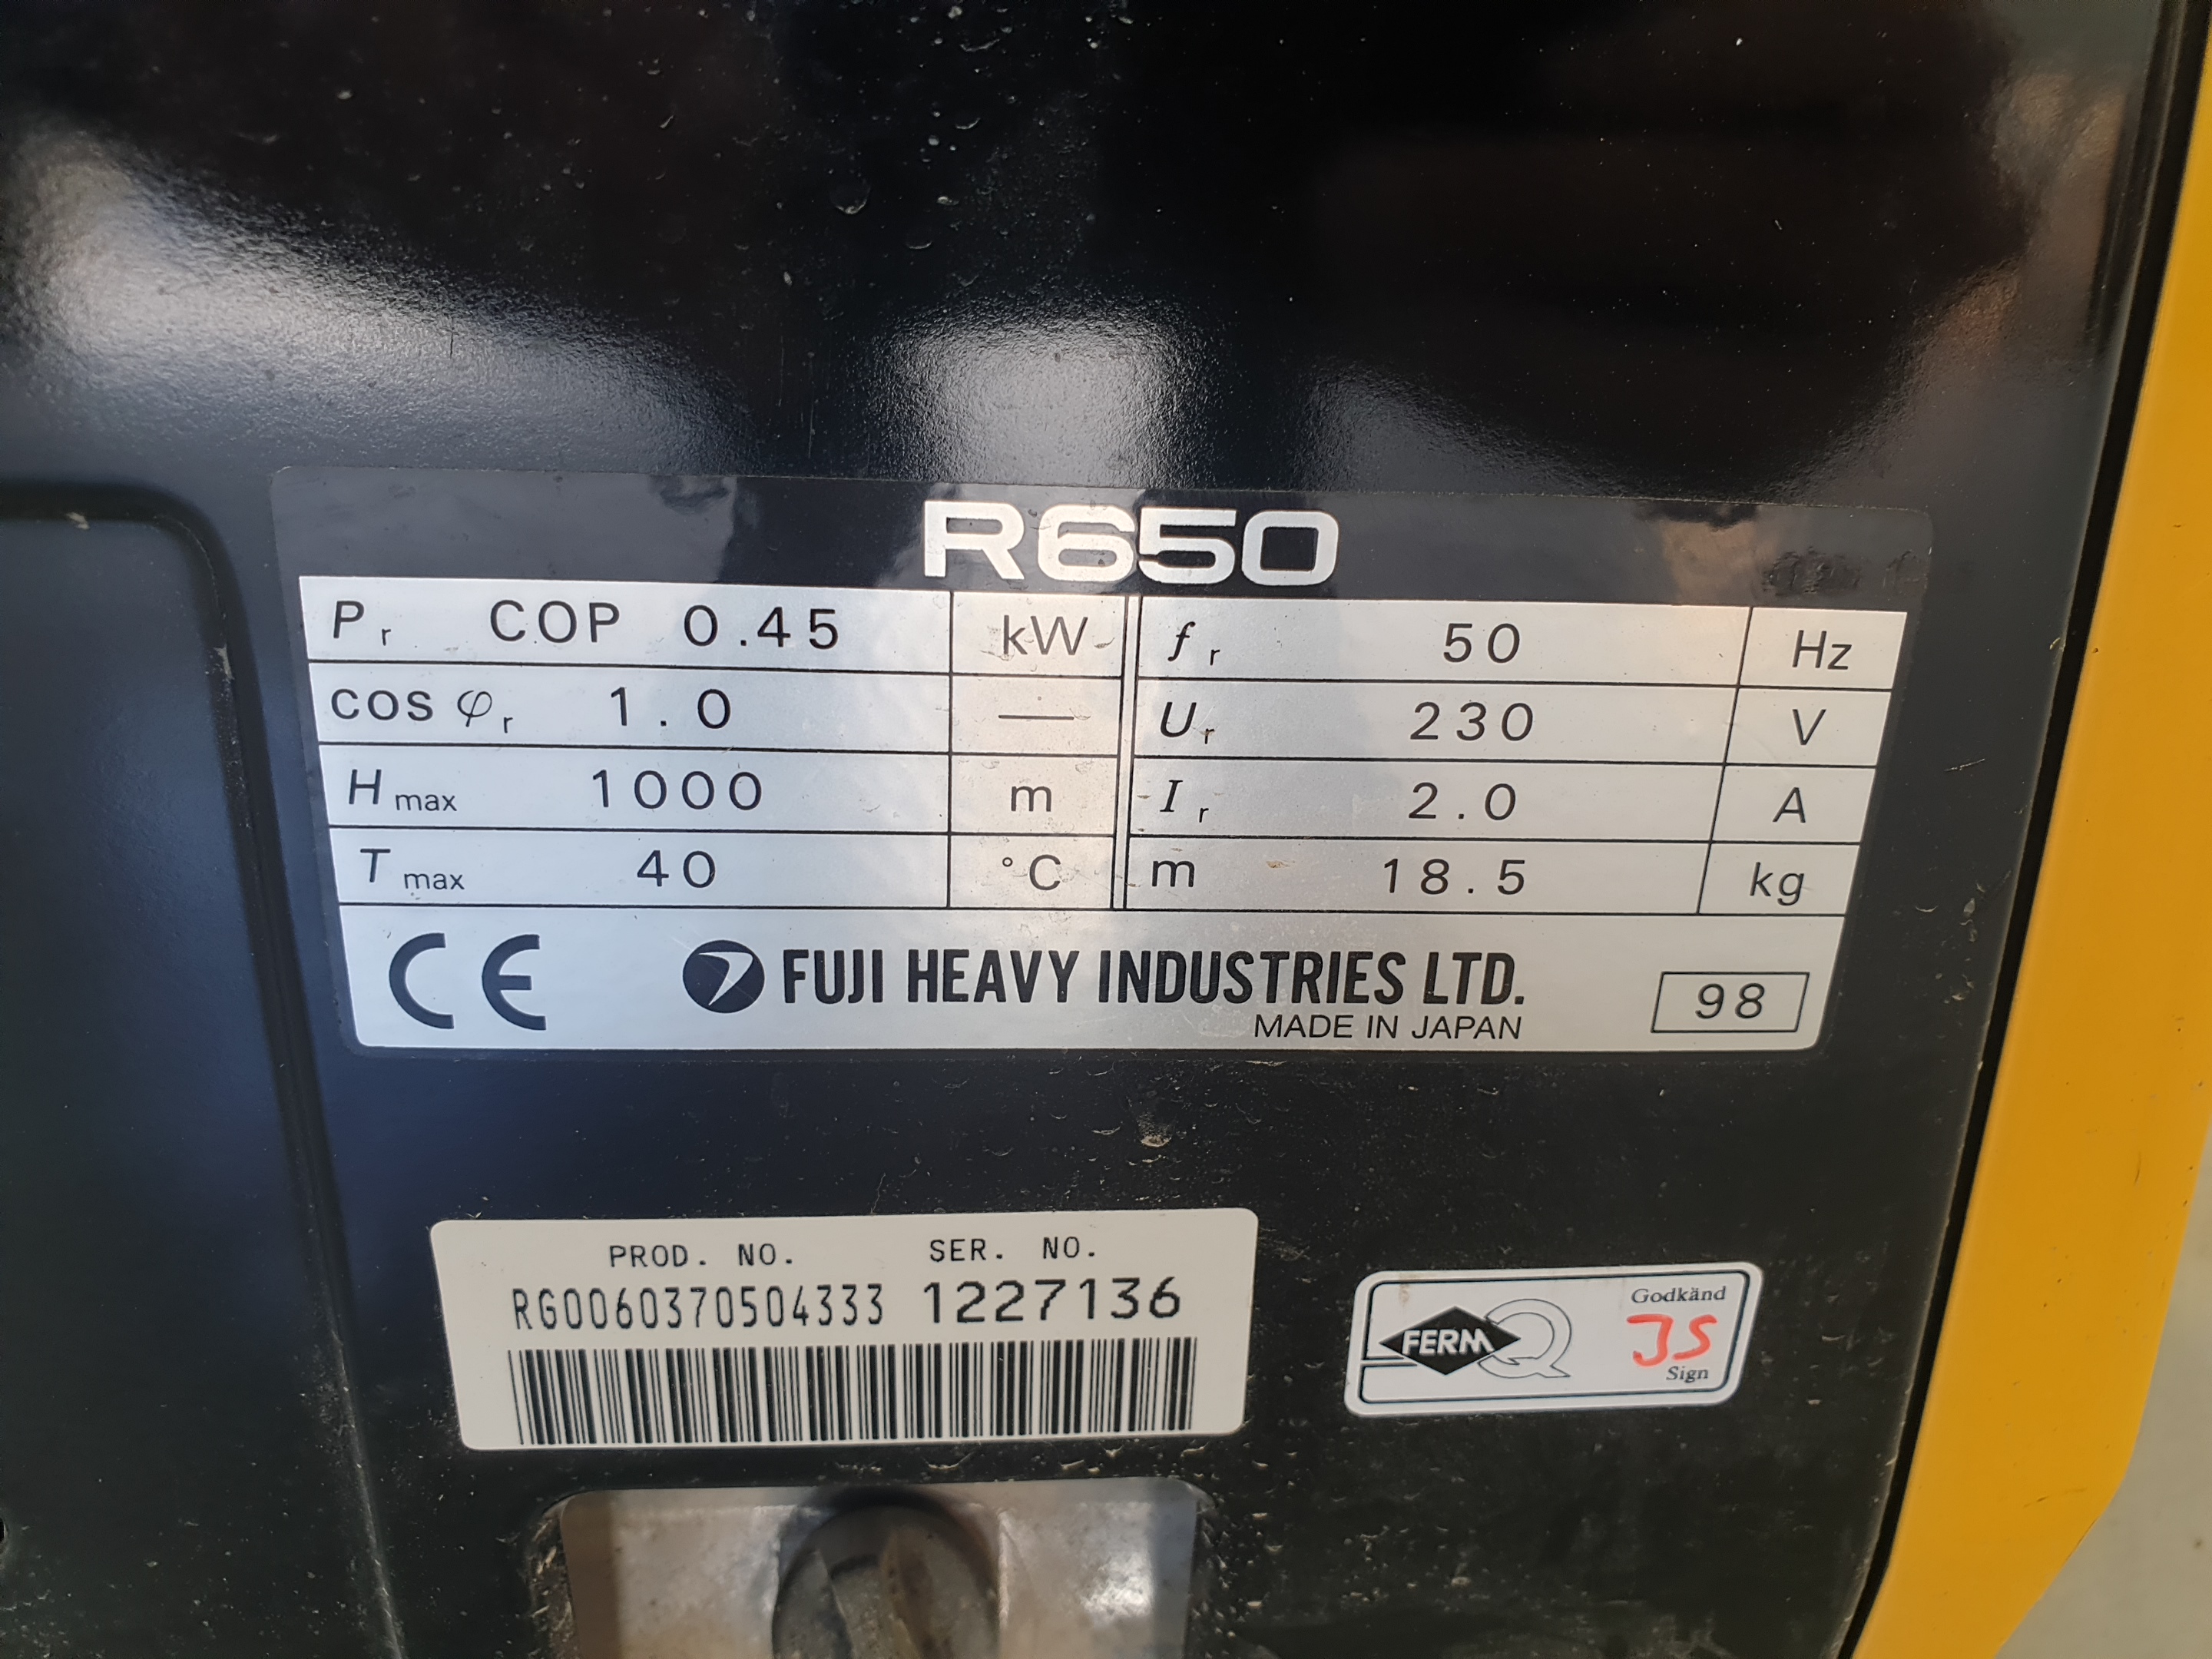 R650
Pr COP 0.45 kW fr 50 Hz
cos φr 1.0 — Ur 230 V
Hmax 1000 m Ir 2.0 A
Tmax 40 °C m 18.5 kg
CE FUJI HEAVY INDUSTRIES LTD.
MADE IN JAPAN 98
PROD. NO. SER. NO.
RG0060370504333 1227136
FERM Q Godkänd
JS
Sign